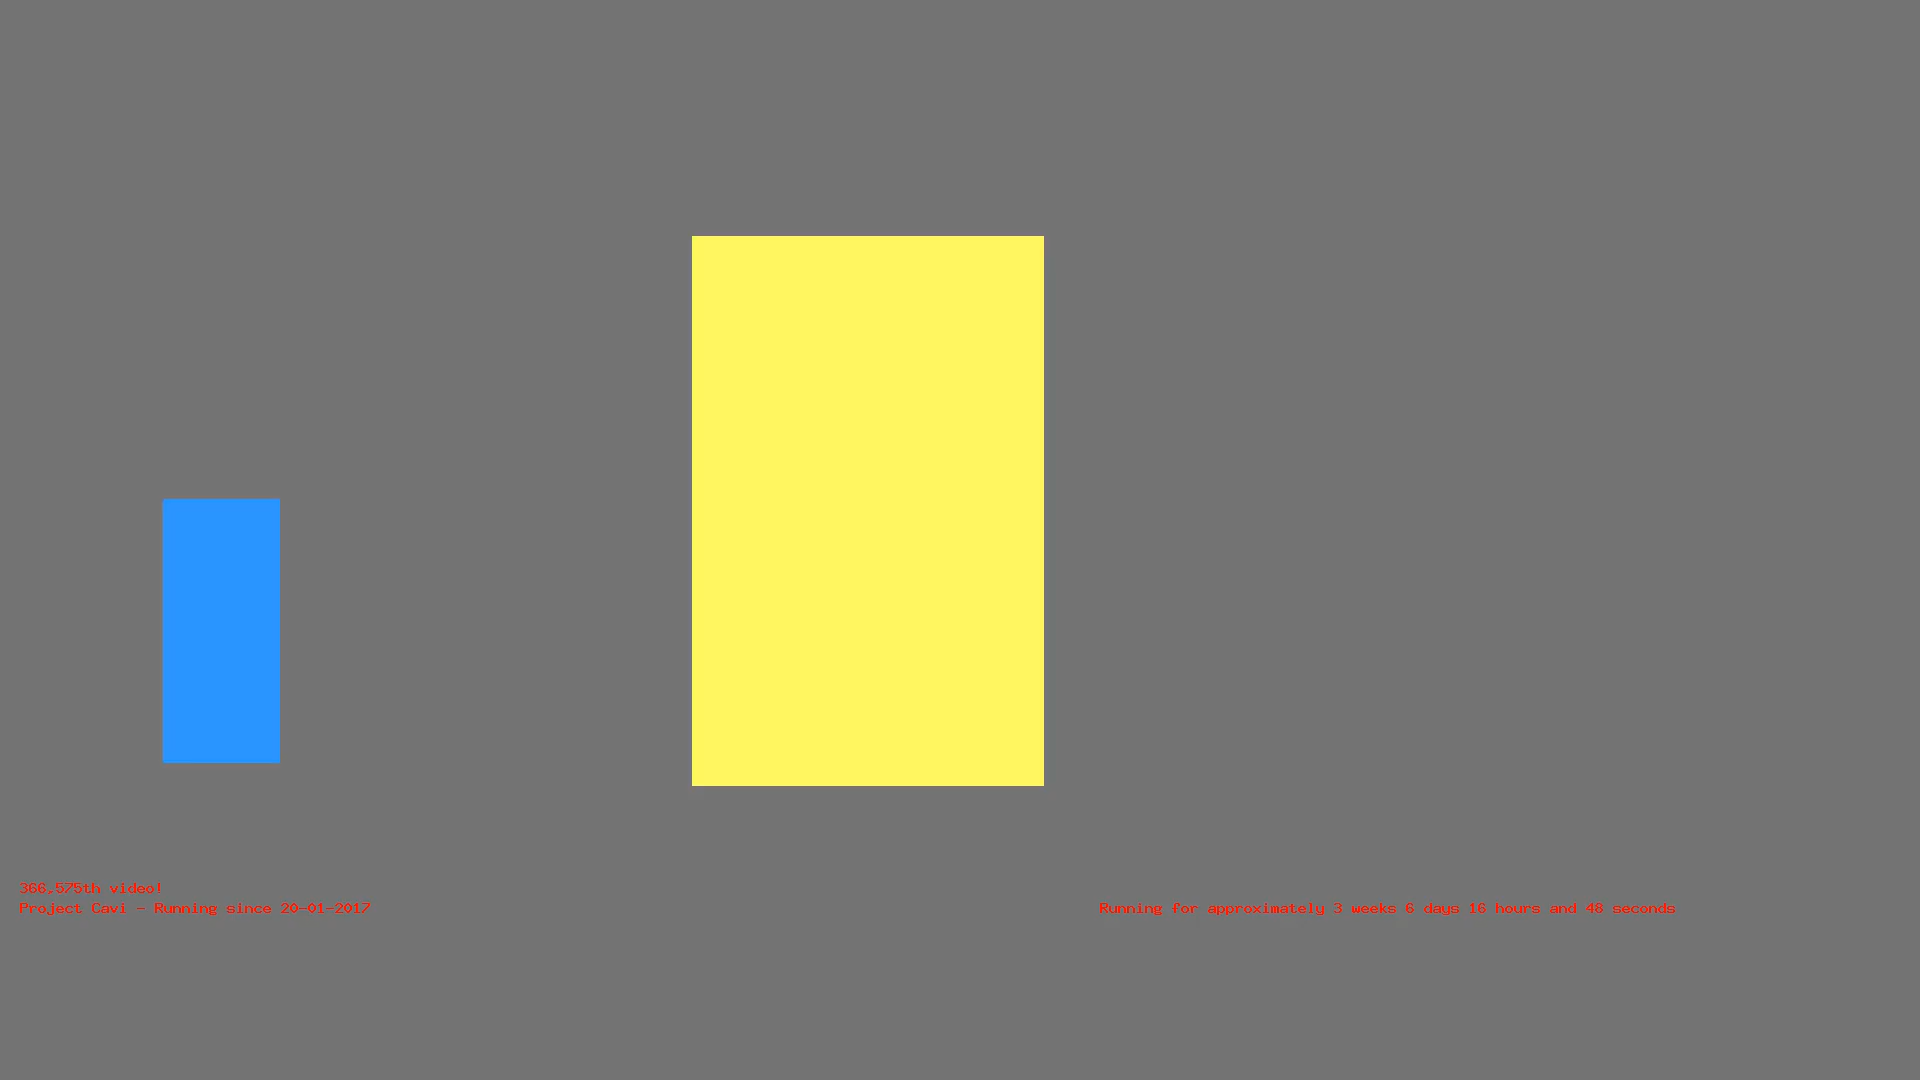 366,575th video!
Project Cavi - Running since 20-01-2017
Running for approximately 3 weeks 6 days 16 hours and 48 seconds